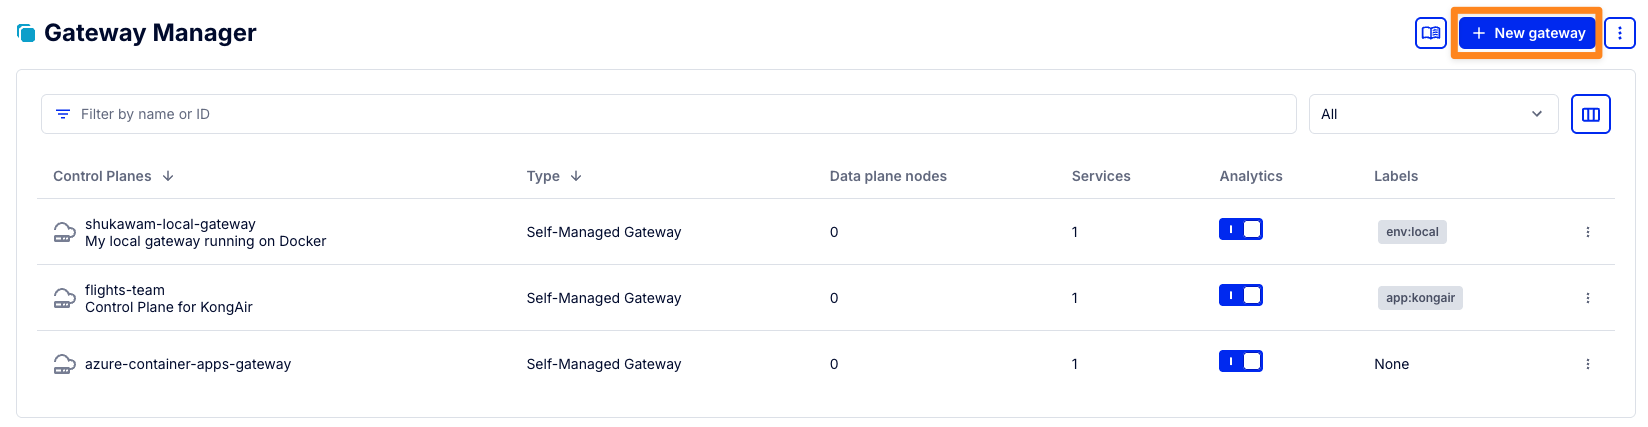 Gateway Manager
New gateway
Filter by name or ID
All
Control Planes
Type
Data plane nodes
Services
Analytics
Labels
shukawam-local-gateway
My local gateway running on Docker
Self-Managed Gateway
0
1
env:local
flights-team
Control Plane for KongAir
Self-Managed Gateway
0
1
app:kongair
azure-container-apps-gateway
Self-Managed Gateway
0
1
None